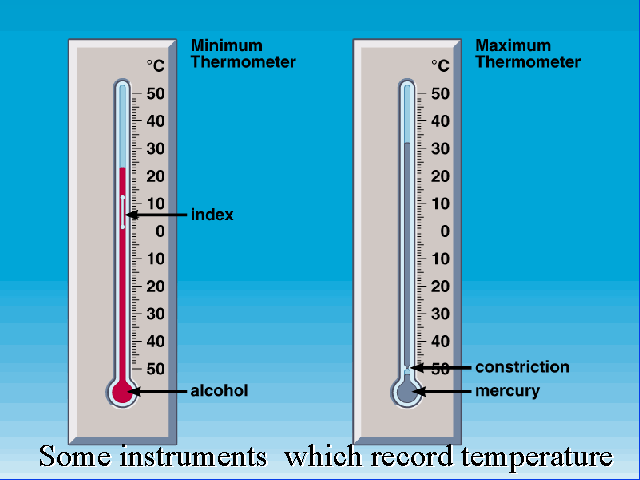 Minimum
Thermometer
°C
50
40
30
20
10
0
10
20
30
40
50
index
alcohol
Maximum
Thermometer
°C
50
40
30
20
10
0
10
20
30
40
50
constriction
mercury
Some instruments  which record temperature